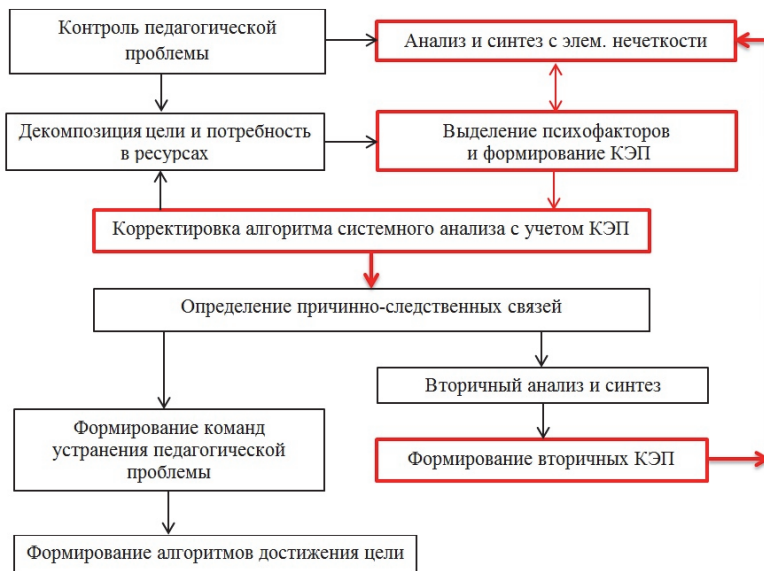 Контроль педагогической
проблемы
Анализ и синтез с элем. нечеткости
Декомпозиция цели и потребность
в ресурсах
Выделение психофакторов
и формирование КЭП
Корректировка алгоритма системного анализа с учетом КЭП
Определение причинно-следственных связей
Вторичный анализ и синтез
Формирование команд
устранения педагогической
проблемы
Формирование вторичных КЭП
Формирование алгоритмов достижения цели